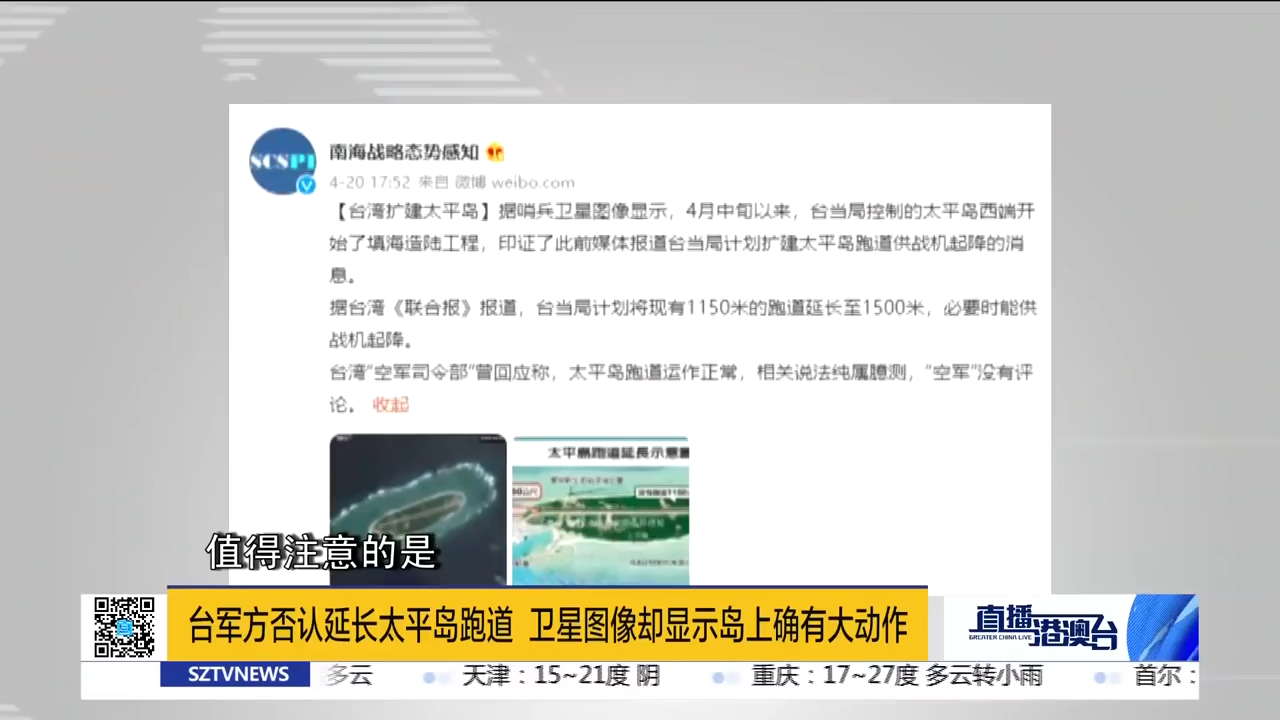 SCSPI
南海战略态势感知
4-20 17:52 来自 微博 weibo.com
【台湾扩建太平岛】据哨兵卫星图像显示，4月中旬以来，台当局控制的太平岛西端开
始了填海造陆工程，印证了此前媒体报道台当局计划扩建太平岛跑道供战机起降的消
息。
据台湾《联合报》报道，台当局计划将现有1150米的跑道延长至1500米，必要时能供
战机起降。
台湾“空军司令部”曾回应称，太平岛跑道运作正常，相关说法纯属臆测，“空军”没有评
论。 收起
太平島跑道延長示意圖
值得注意的是
台军方否认延长太平岛跑道 卫星图像却显示岛上确有大动作
直播港澳台
GREATER CHINA LIVE
SZTVNEWS
多云 天津：15~21度 阴 重庆：17~27度 多云转小雨 首尔：